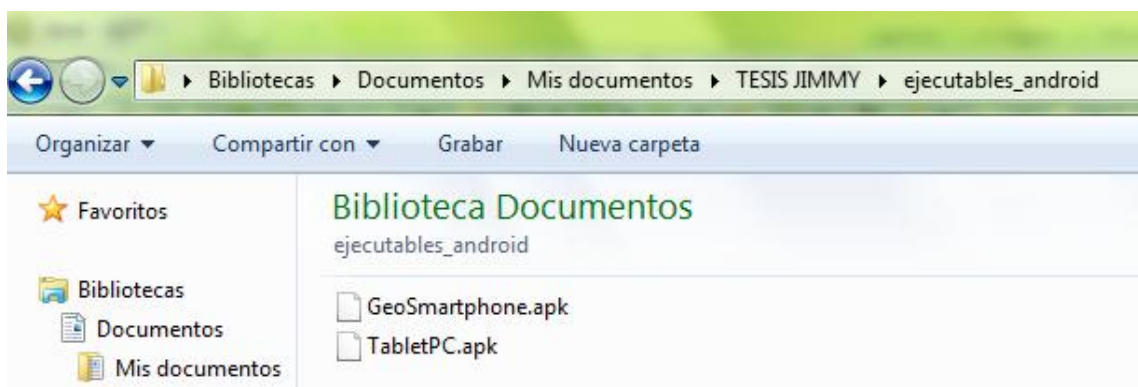 Bibliotecas Documentos Mis documentos TESIS JIMMY ejecutables_android
Organizar Compartir con Grabar Nueva carpeta
Favoritos
Bibliotecas
Documentos
Mis documentos
Biblioteca Documentos
ejecutables_android
GeoSmartphone.apk
TabletPC.apk